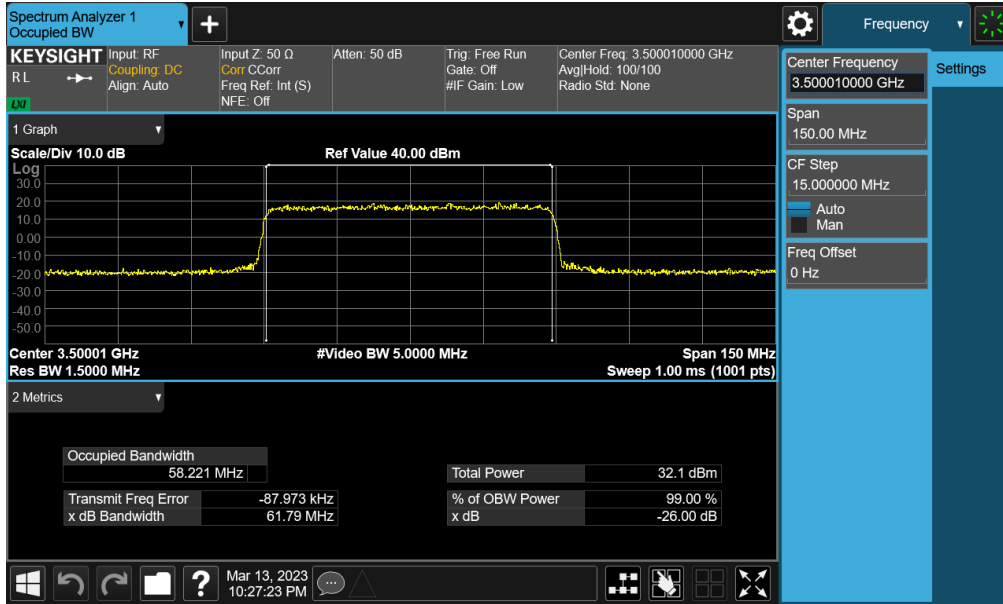 Spectrum Analyzer 1
Occupied BW
Frequency
KEYSIGHT
RL
LXI
Input: RF
Coupling: DC
Align: Auto
Input Z: 50 Ω
Corr CCorr
Freq Ref: Int (S)
NFE: Off
Atten: 50 dB
Trig: Free Run
Gate: Off
#IF Gain: Low
Center Freq: 3.500010000 GHz
Avg|Hold: 100/100
Radio Std: None
Center Frequency
3.500010000 GHz
Settings
Span
150.00 MHz
CF Step
15.000000 MHz
Auto
Man
Freq Offset
0 Hz
1 Graph
Scale/Div 10.0 dB
Ref Value 40.00 dBm
Log
30.0
20.0
10.0
0.00
-10.0
-20.0
-30.0
-40.0
-50.0
Center 3.50001 GHz
#Video BW 5.0000 MHz
Span 150 MHz
Res BW 1.5000 MHz
Sweep 1.00 ms (1001 pts)
2 Metrics
Occupied Bandwidth
58.221 MHz
Total Power 32.1 dBm
Transmit Freq Error -87.973 kHz
% of OBW Power 99.00 %
x dB Bandwidth 61.79 MHz
x dB -26.00 dB
?
Mar 13, 2023
10:27:23 PM